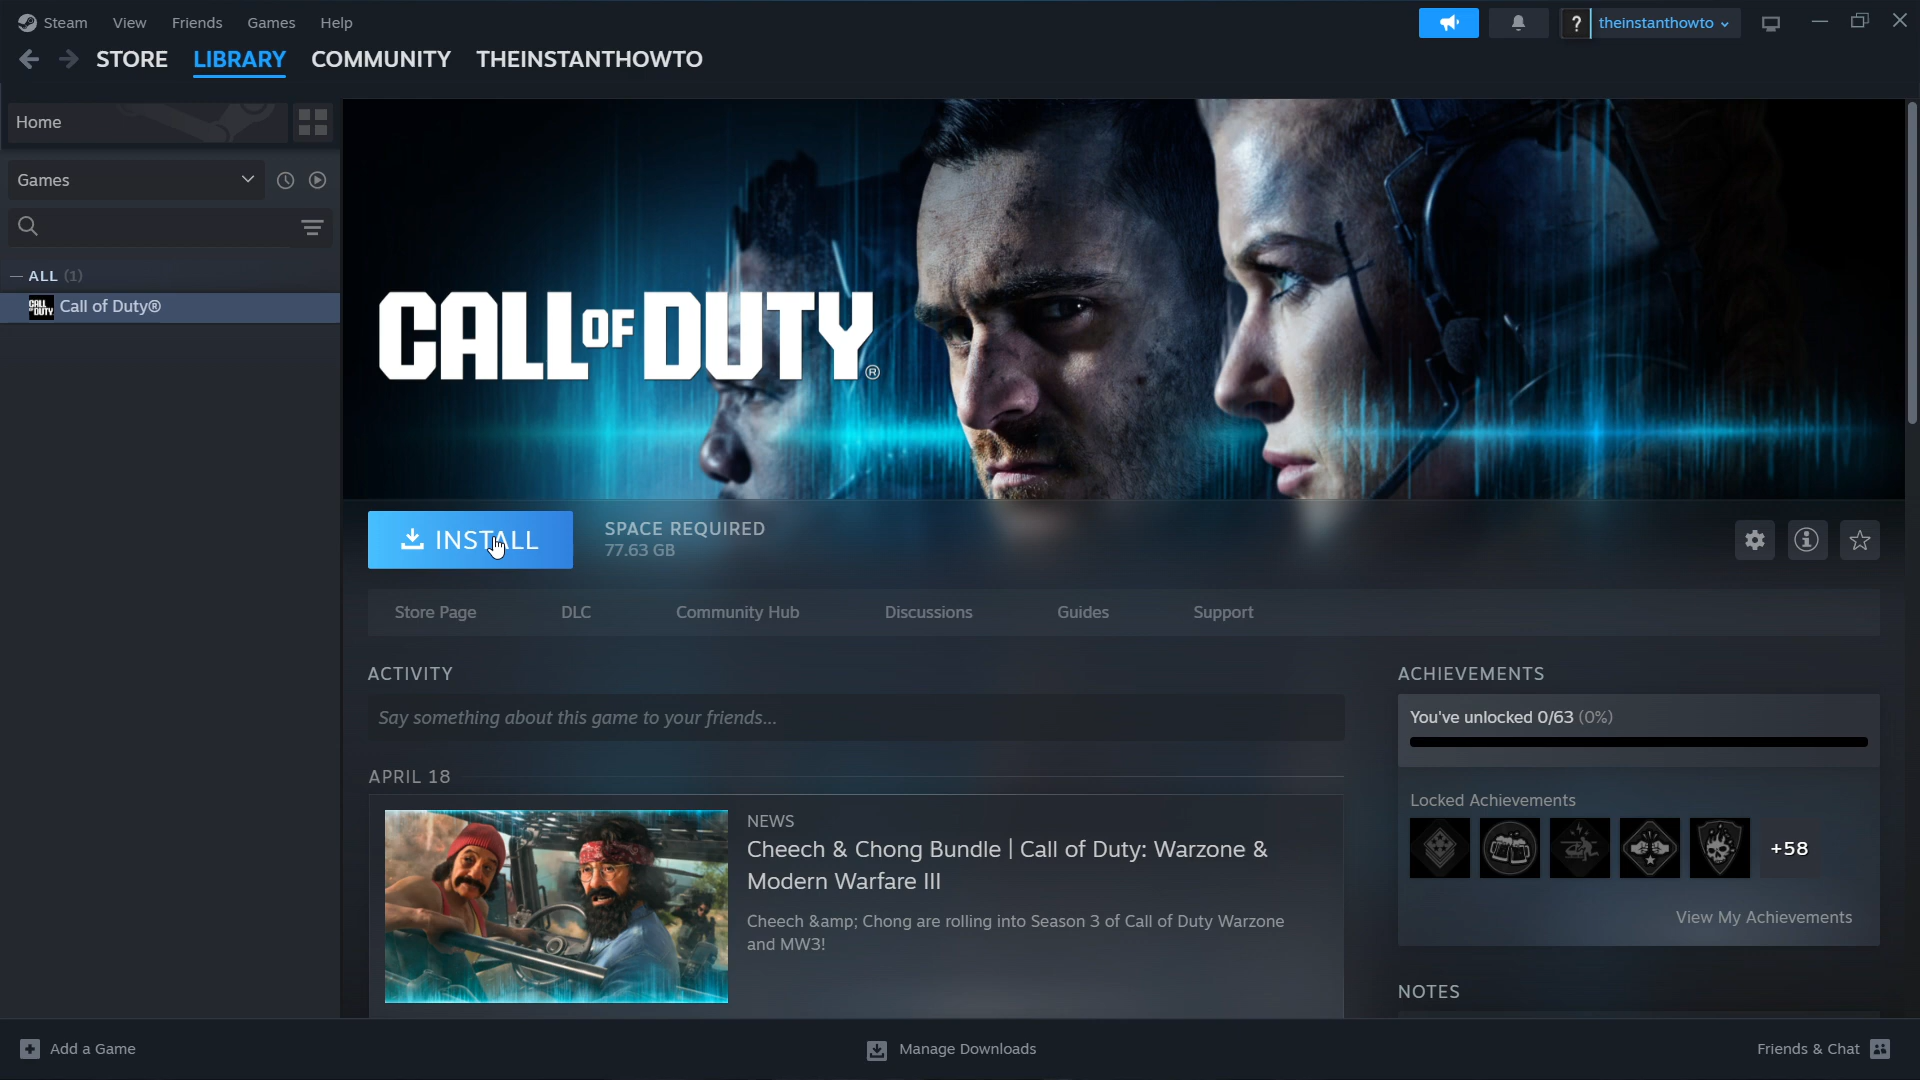 Steam View Friends Games Help
? theinstanthowto
STORE LIBRARY COMMUNITY THEINSTANTHOWTO
Home
Games
— ALL (1)
CALL OF DUTY Call of Duty®
CALL OF DUTY®
INSTALL
SPACE REQUIRED
77.63 GB
Store Page DLC Community Hub Discussions Guides Support
ACTIVITY
Say something about this game to your friends...
APRIL 18
NEWS
Cheech & Chong Bundle | Call of Duty: Warzone &
Modern Warfare III
Cheech &amp; Chong are rolling into Season 3 of Call of Duty Warzone
and MW3!
ACHIEVEMENTS
You've unlocked 0/63 (0%)
Locked Achievements
+58
View My Achievements
NOTES
Add a Game
Manage Downloads
Friends & Chat